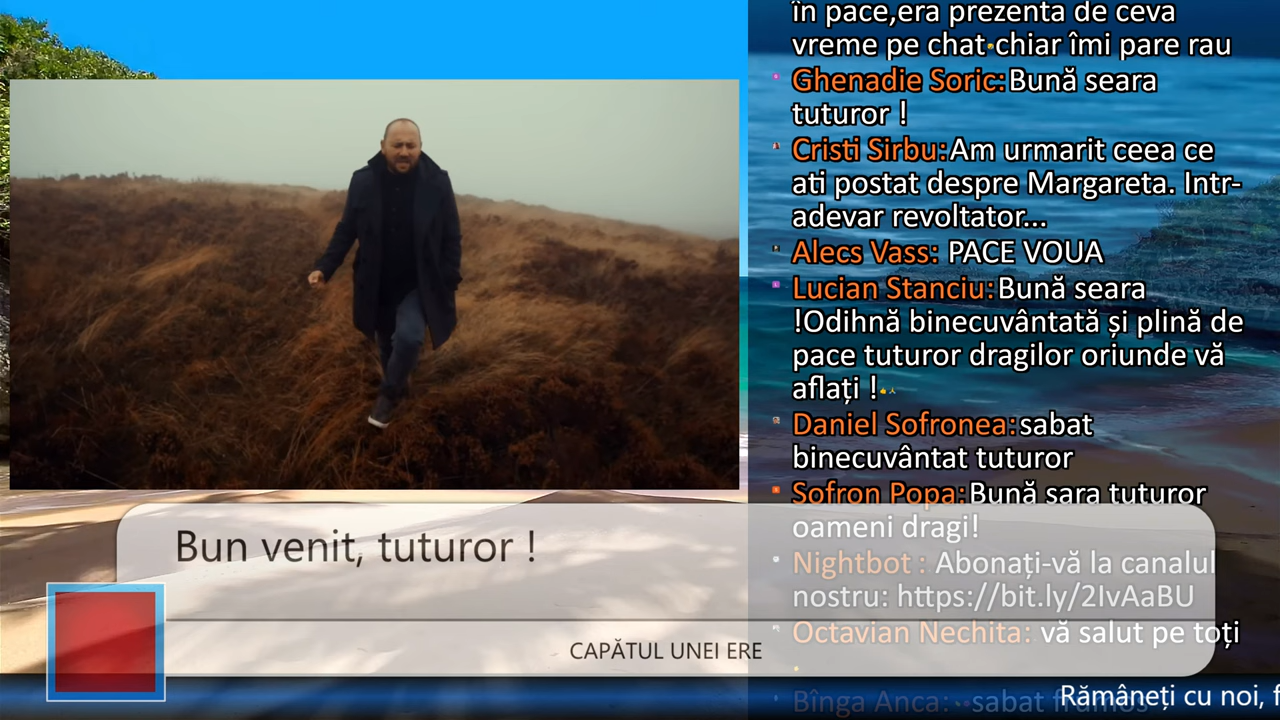 în pace,era prezenta de ceva
vreme pe chat chiar îmi pare rau
Ghenadie Soric: Bună seara
tuturor !
Cristi Sirbu: Am urmarit ceea ce
ati postat despre Margareta. Intr-
adevar revoltator...
Alecs Vass: PACE VOUA
Lucian Stanciu: Bună seara
!Odihnă binecuvântată și plină de
pace tuturor dragilor oriunde vă
aflați !
Daniel Sofronea: sabat
binecuvântat tuturor
Sofron Popa: Bună sara tuturor
oameni dragi!
Nightbot : Abonați-vă la canalul
nostru: https://bit.ly/2IvAaBU
Octavian Nechita: vă salut pe toți
Bînga Anca: sabat frumos
Bun venit, tuturor !
CAPĂTUL UNEI ERE
Rămâneți cu noi, f